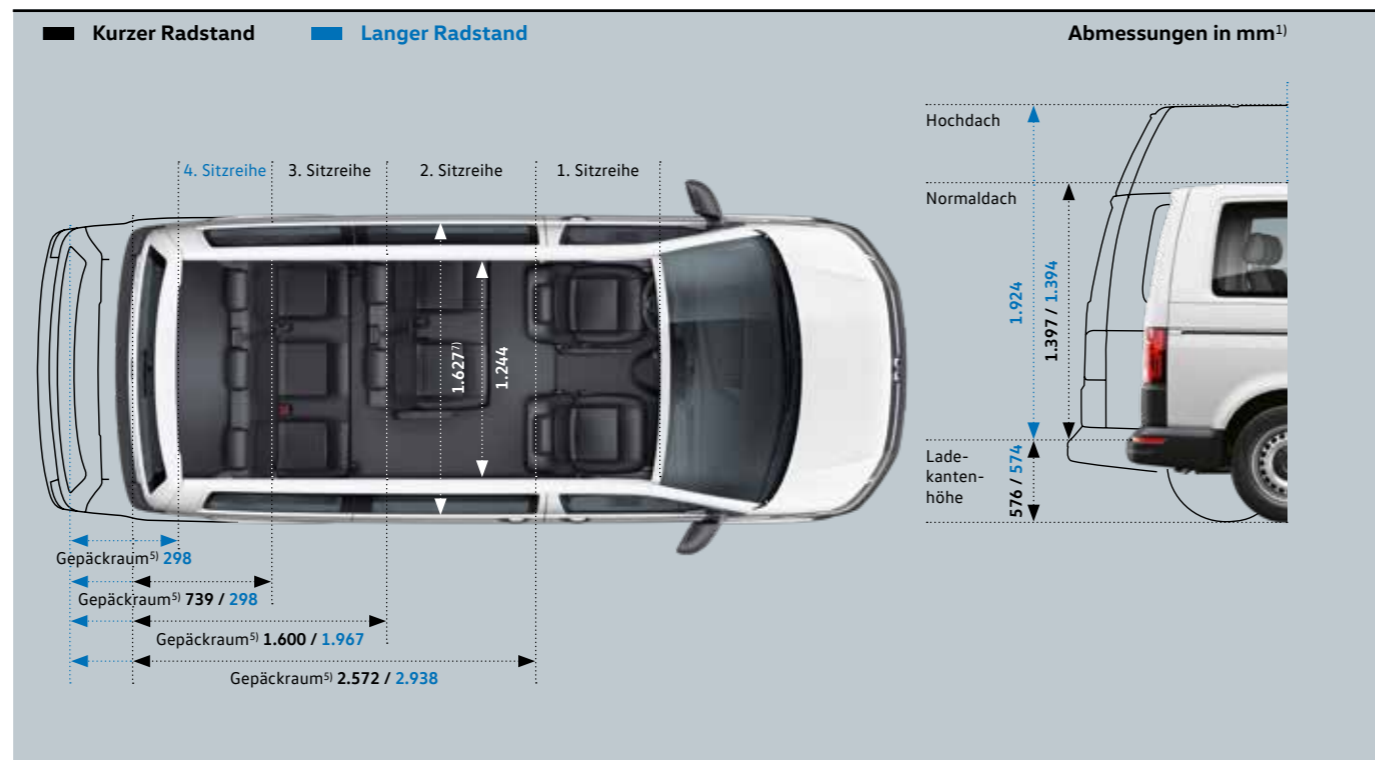 Kurzer Radstand
Langer Radstand
Abmessungen in mm1)
4. Sitzreihe
3. Sitzreihe
2. Sitzreihe
1. Sitzreihe
1.6277)
1.244
Gepäckraum5) 298
Gepäckraum5) 739 / 298
Gepäckraum5) 1.600 / 1.967
Gepäckraum5) 2.572 / 2.938
Hochdach
Normaldach
1.924
1.397 / 1.394
Lade-
kanten-
höhe
576 / 574